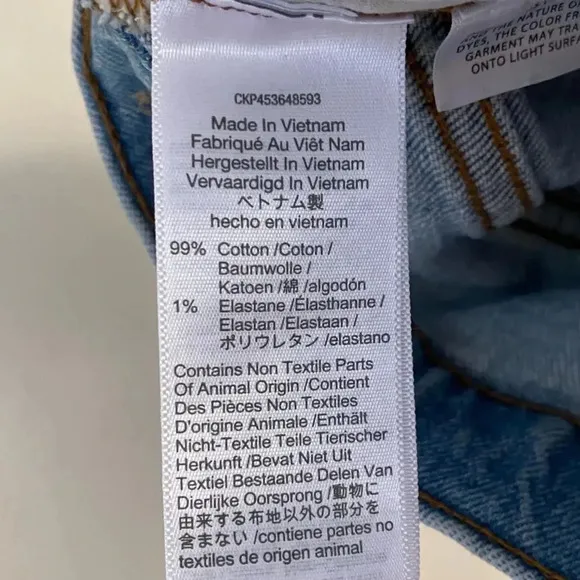 CKP453648593
Made In Vietnam
Fabriqué Au Viêt Nam
Hergestellt In Vietnam
Vervaardigd In Vietnam
ベトナム製
hecho en vietnam
99% Cotton /Coton /
Baumwolle /
Katoen /綿 /algodón
1% Elastane /Élasthanne /
Elastan /Elastaan /
ポリウレタン /elastano
Contains Non Textile Parts
Of Animal Origin /Contient
Des Pièces Non Textiles
D'origine Animale /Enthält
Nicht-Textile Teile Tierischer
Herkunft /Bevat Niet Uit
Textiel Bestaande Delen Van
Dierlijke Oorsprong /動物に
由来する布地以外の部分を
含まない /contiene partes no
textiles de origen animal
AND THE NATURE OF
DYES, THE COLOR FR
GARMENT MAY TRA
ONTO LIGHT SURFA